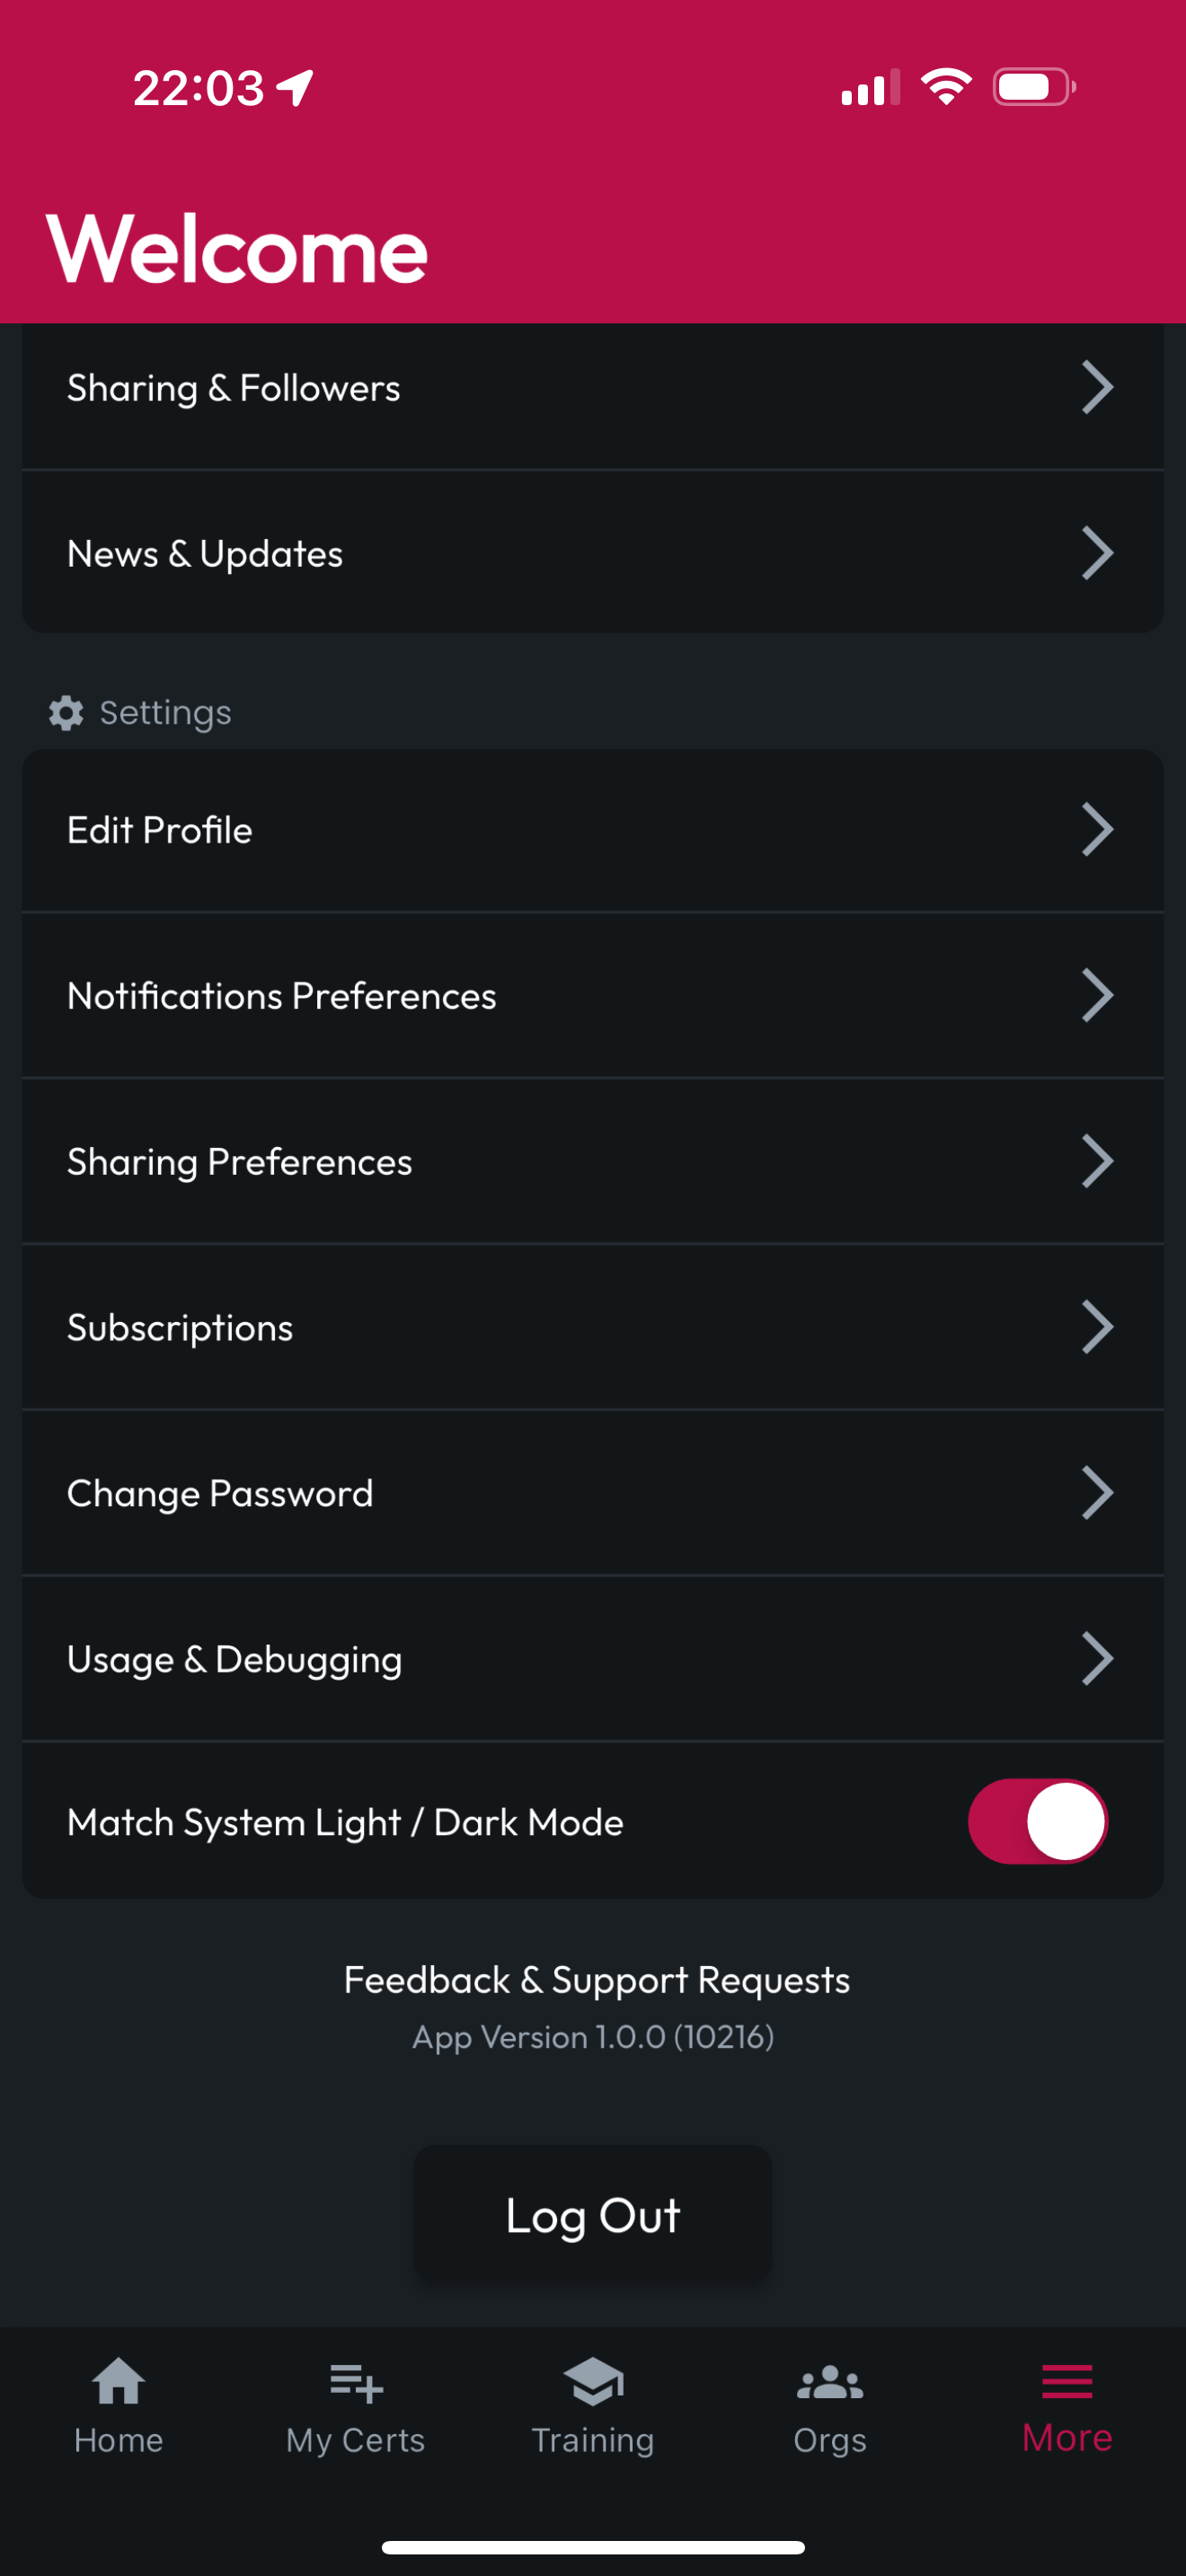 22:03
Welcome
Sharing & Followers
News & Updates
Settings
Edit Profile
Notifications Preferences
Sharing Preferences
Subscriptions
Change Password
Usage & Debugging
Match System Light / Dark Mode
Feedback & Support Requests
App Version 1.0.0 (10216)
Log Out
Home
My Certs
Training
Orgs
More